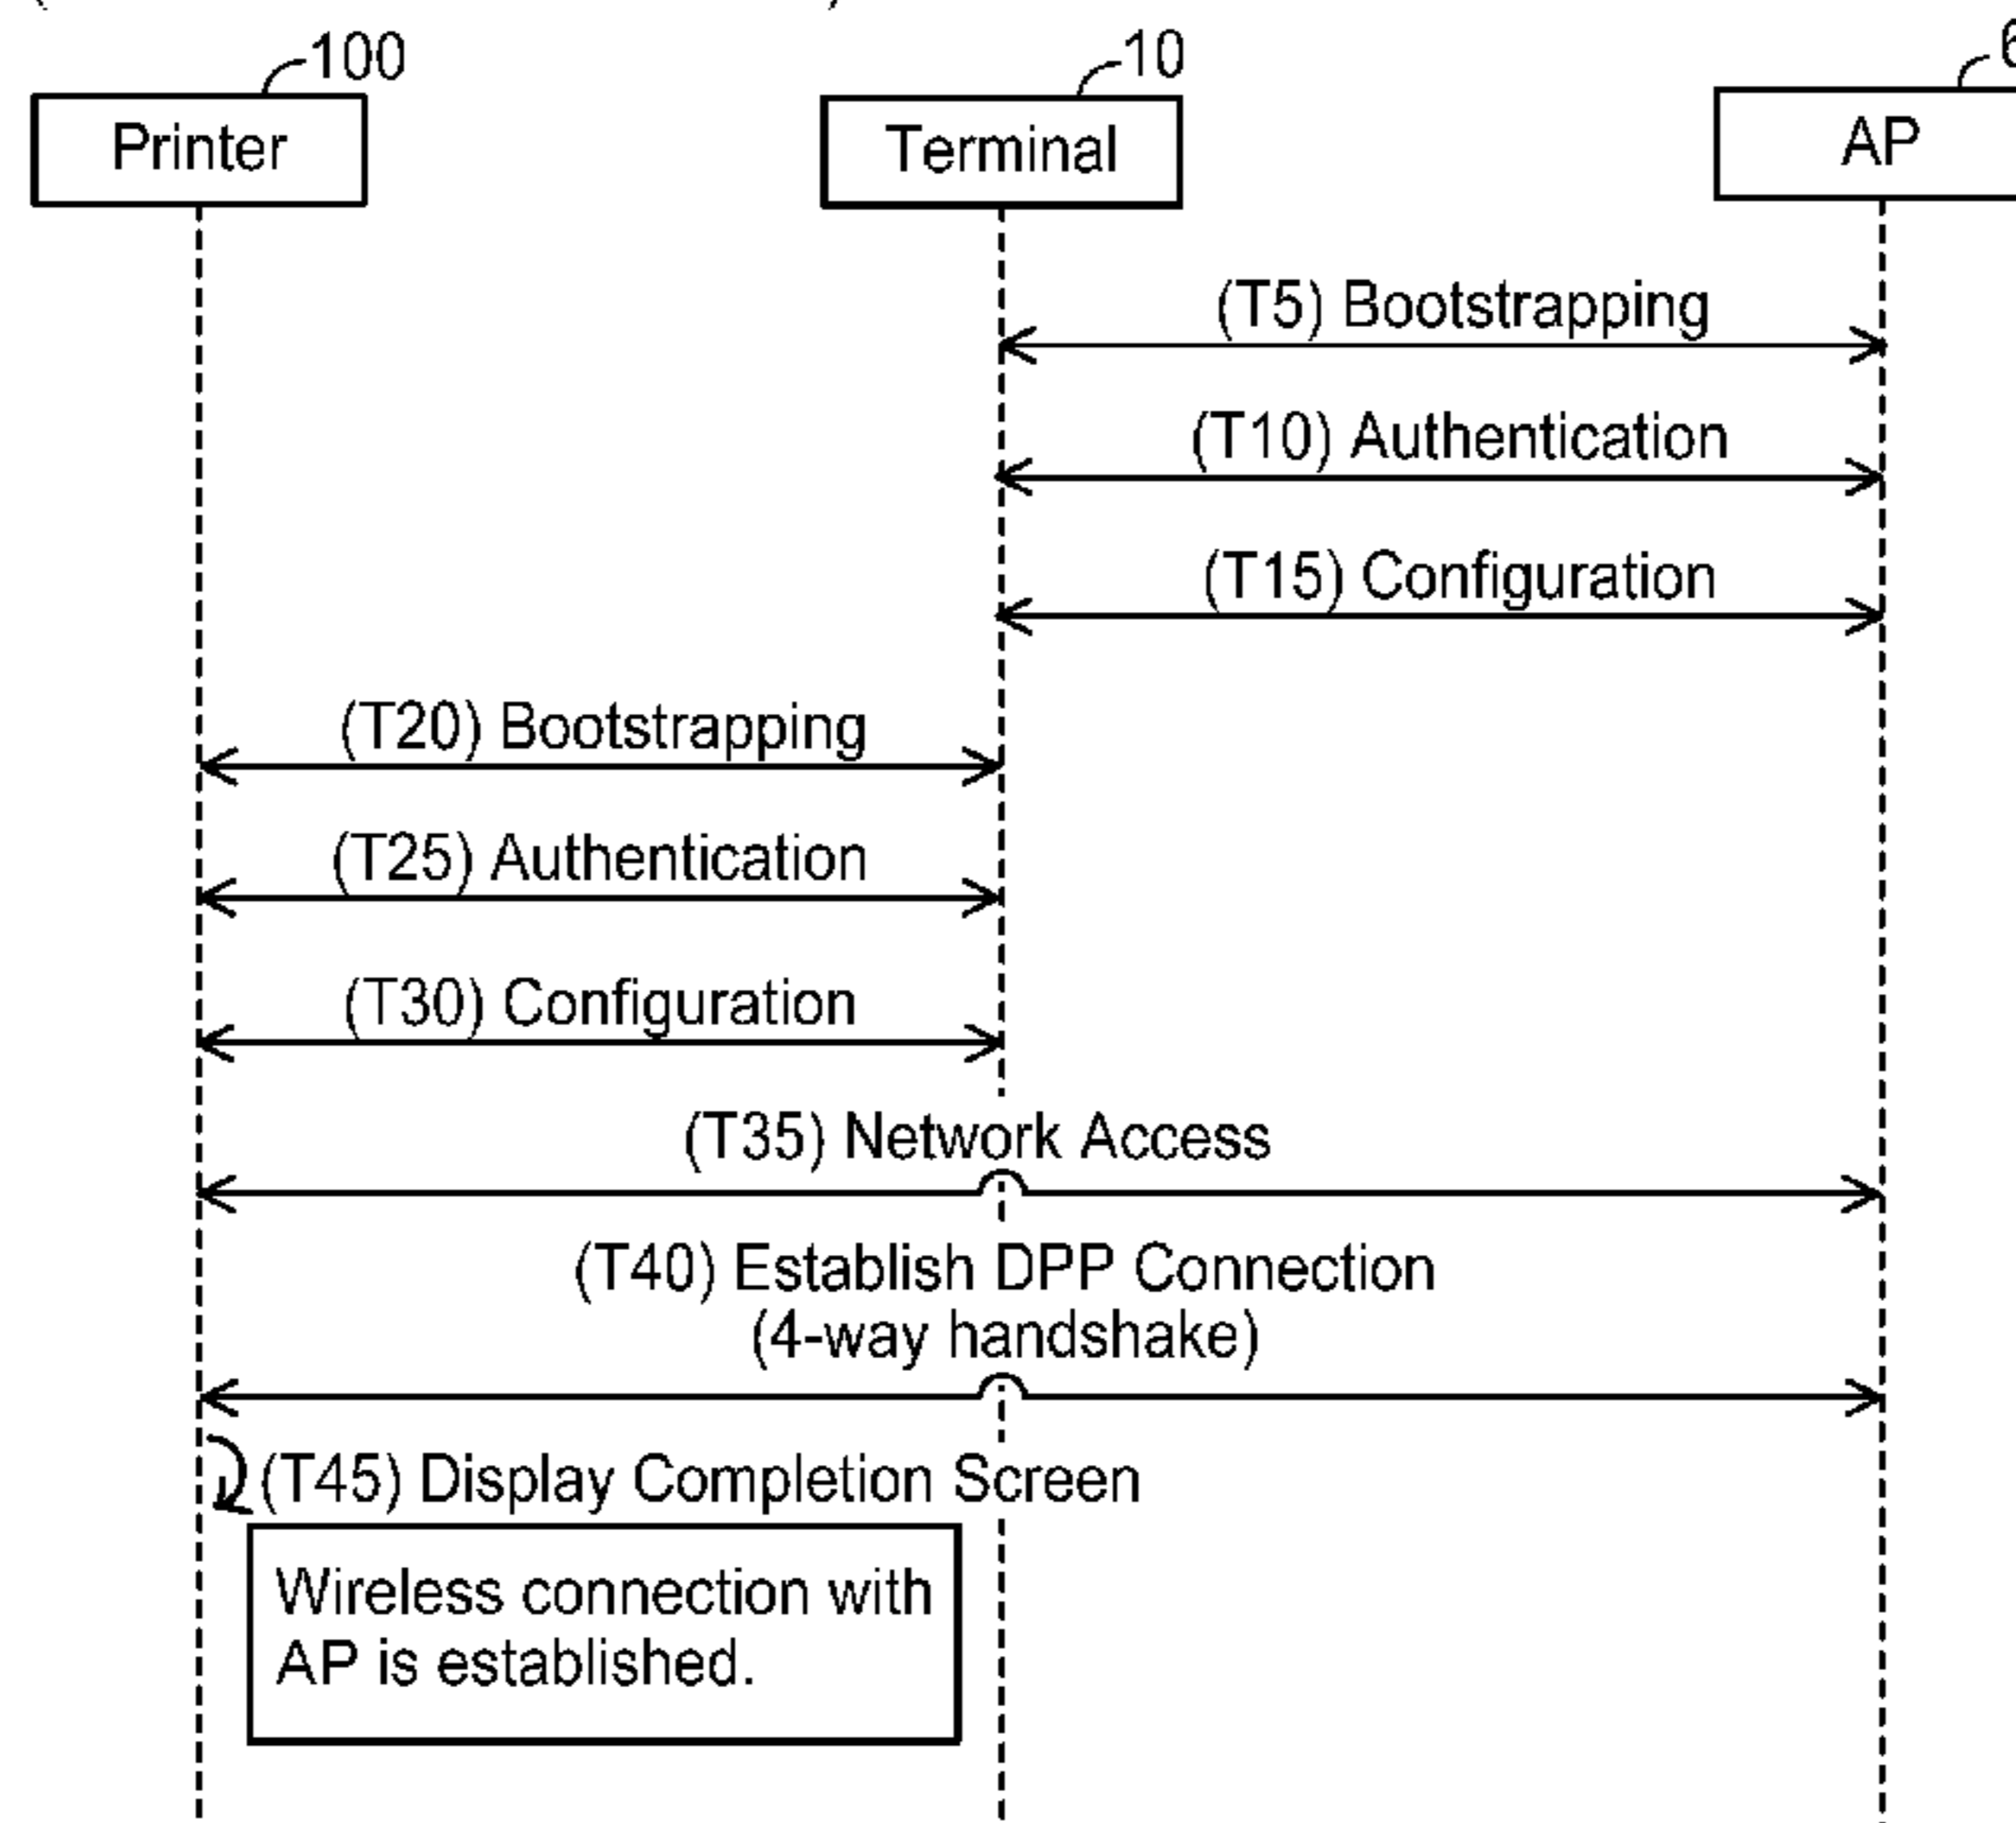 100
10
Printer
Terminal
AP
(T5) Bootstrapping
(T10) Authentication
(T15) Configuration
(T20) Bootstrapping
(T25) Authentication
(T30) Configuration
(T35) Network Access
(T40) Establish DPP Connection
(4-way handshake)
(T45) Display Completion Screen
Wireless connection with
AP is established.